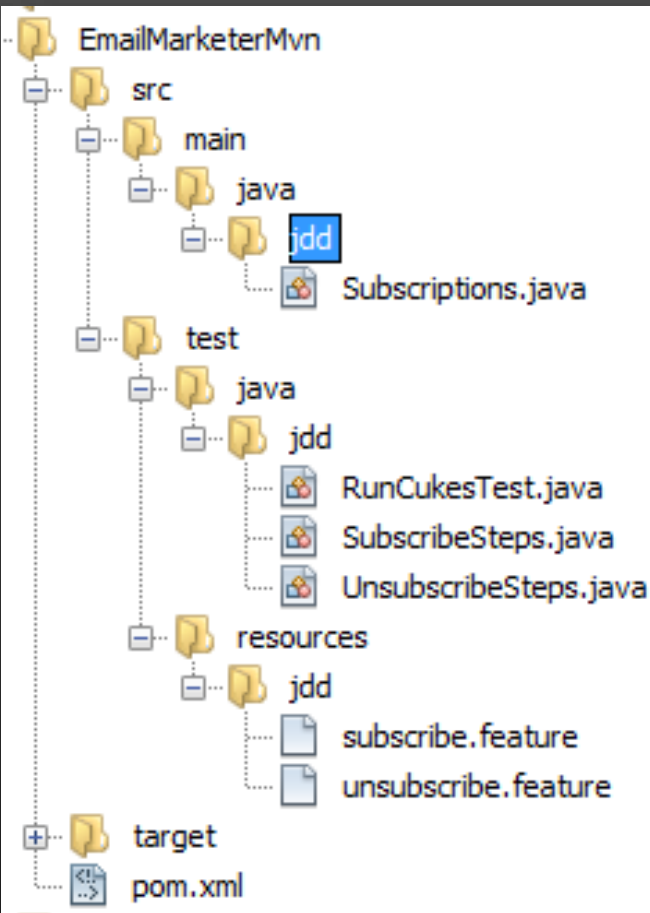 EmailMarketerMvn
src
main
java
jdd
Subscriptions.java
test
java
jdd
RunCukesTest.java
SubscribeSteps.java
UnsubscribeSteps.java
resources
jdd
subscribe.feature
unsubscribe.feature
target
pom.xml